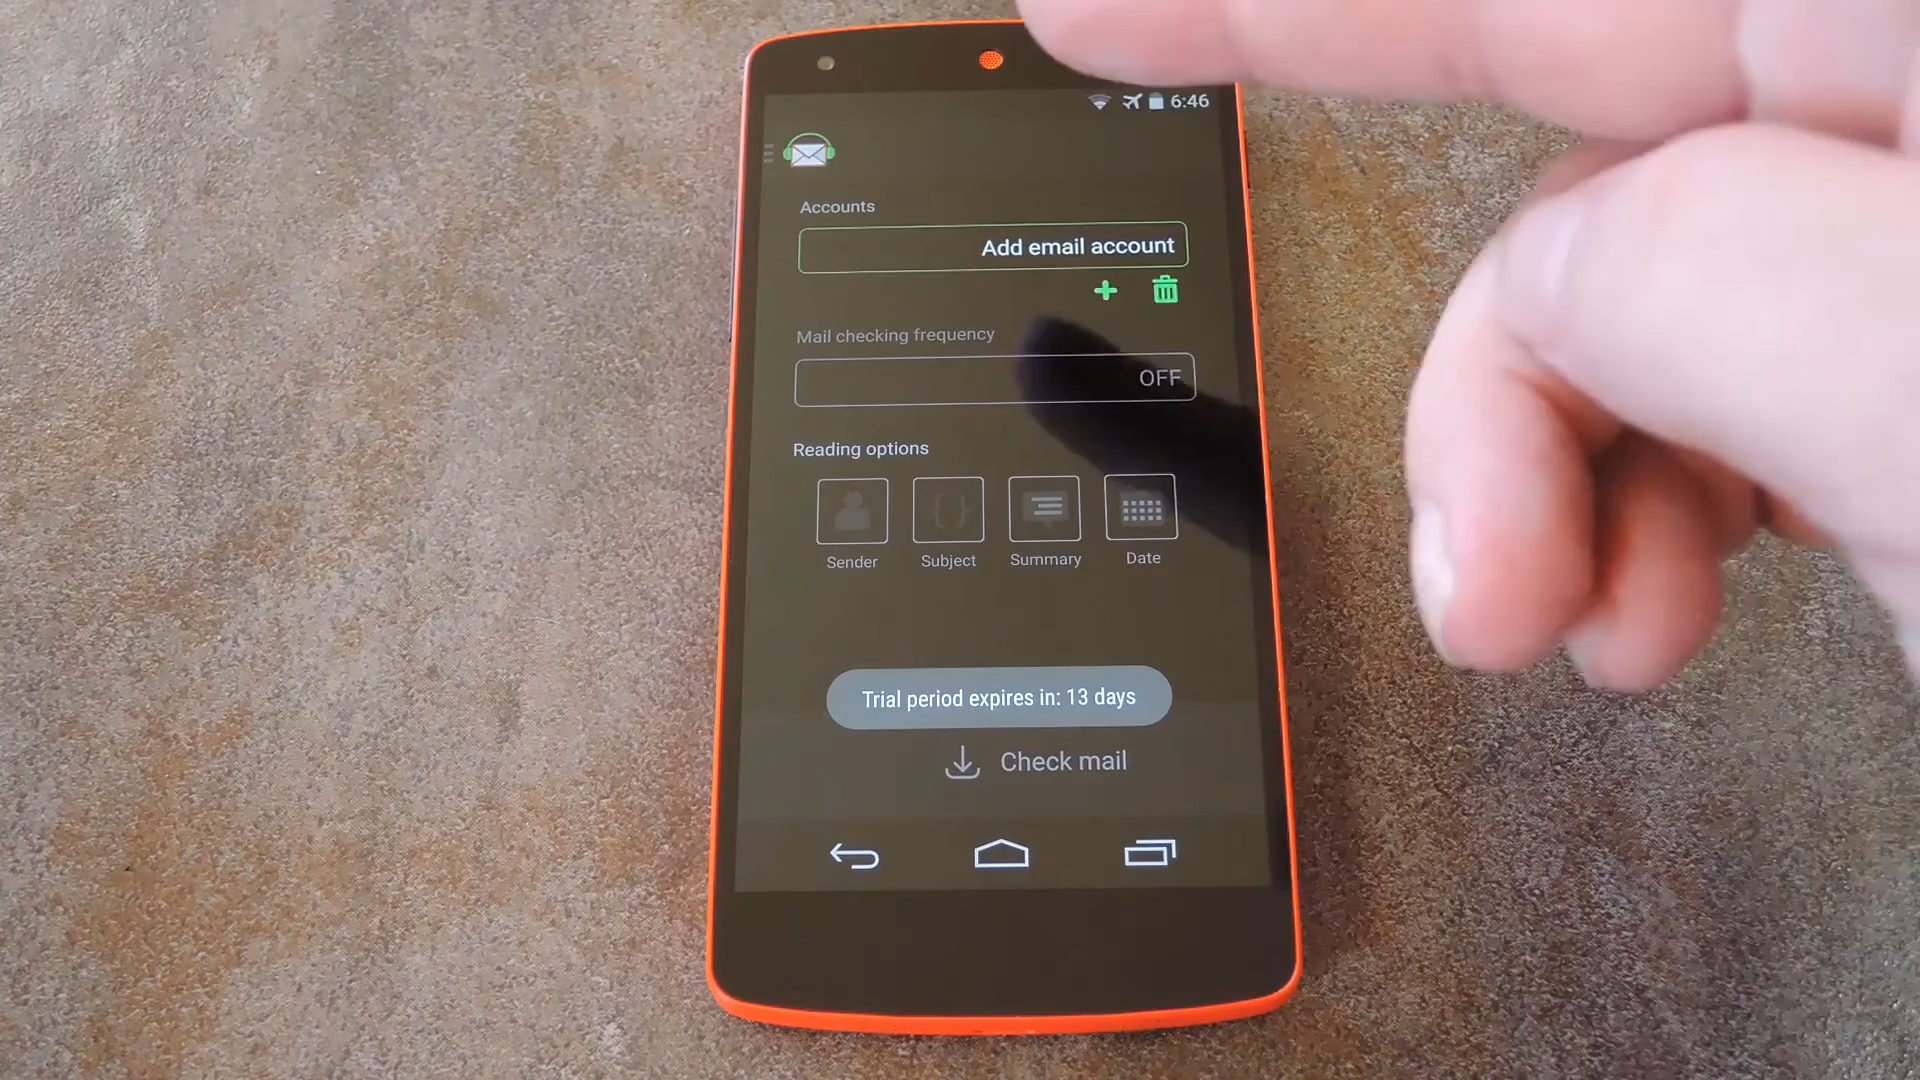 6:46
Accounts
Add email account
Mail checking frequency
OFF
Reading options
Sender Subject Summary Date
Trial period expires in: 13 days
Check mail